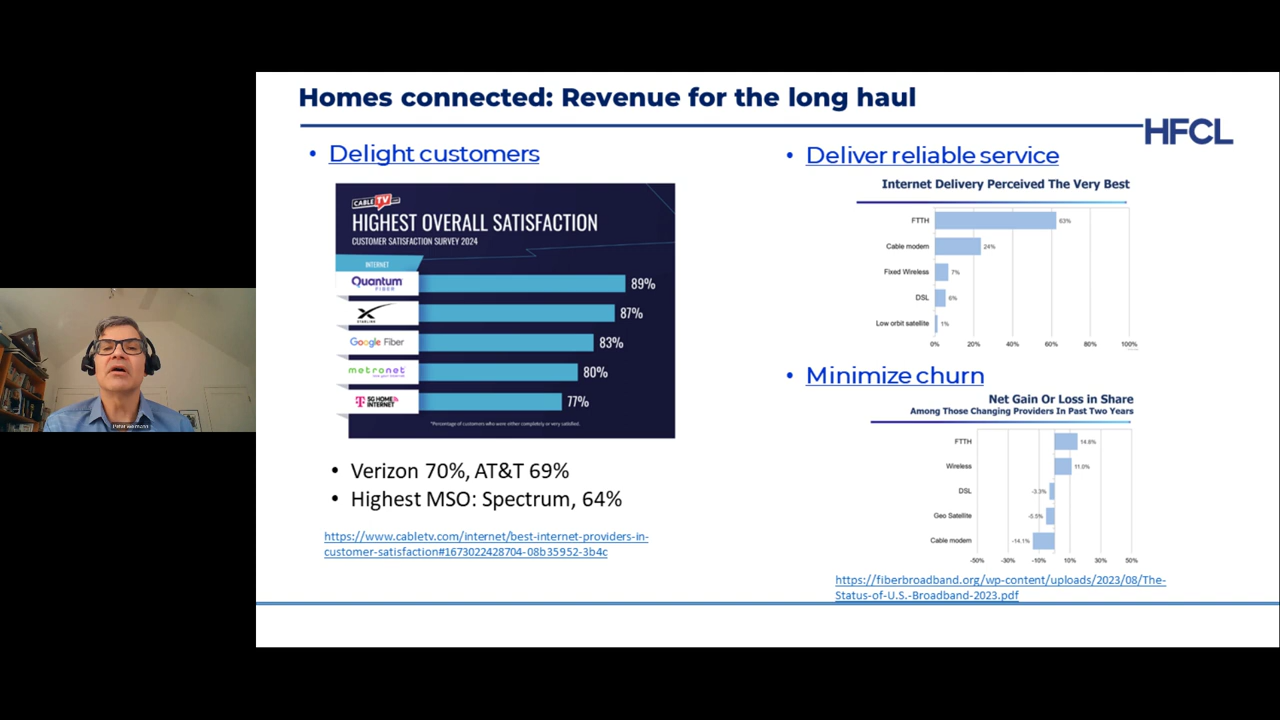 Homes connected: Revenue for the long haul
HFCL
• Delight customers
CABLE TV .com
HIGHEST OVERALL SATISFACTION
CUSTOMER SATISFACTION SURVEY 2024
INTERNET
Quantum FIBER 89%
STARLINK 87%
Google Fiber 83%
metronet 80%
T 5G HOME INTERNET 77%
*Percentage of customers who were either completely or very satisfied.
• Verizon 70%, AT&T 69%
• Highest MSO: Spectrum, 64%
https://www.cabletv.com/internet/best-internet-providers-in-
customer-satisfaction#1673022428704-08b35952-3b4c
• Deliver reliable service
Internet Delivery Perceived The Very Best
FTTH 63%
Cable modem 24%
Fixed Wireless 7%
DSL 6%
Low orbit satellite 1%
0% 20% 40% 60% 80% 100%
• Minimize churn
Net Gain Or Loss in Share
Among Those Changing Providers In Past Two Years
FTTH 14.8%
Wireless 11.0%
DSL -3.3%
Geo Satellite -5.5%
Cable modem -14.1%
-50% -30% -10% 10% 30% 50%
https://fiberbroadband.org/wp-content/uploads/2023/08/The-
Status-of-U.S.-Broadband-2023.pdf